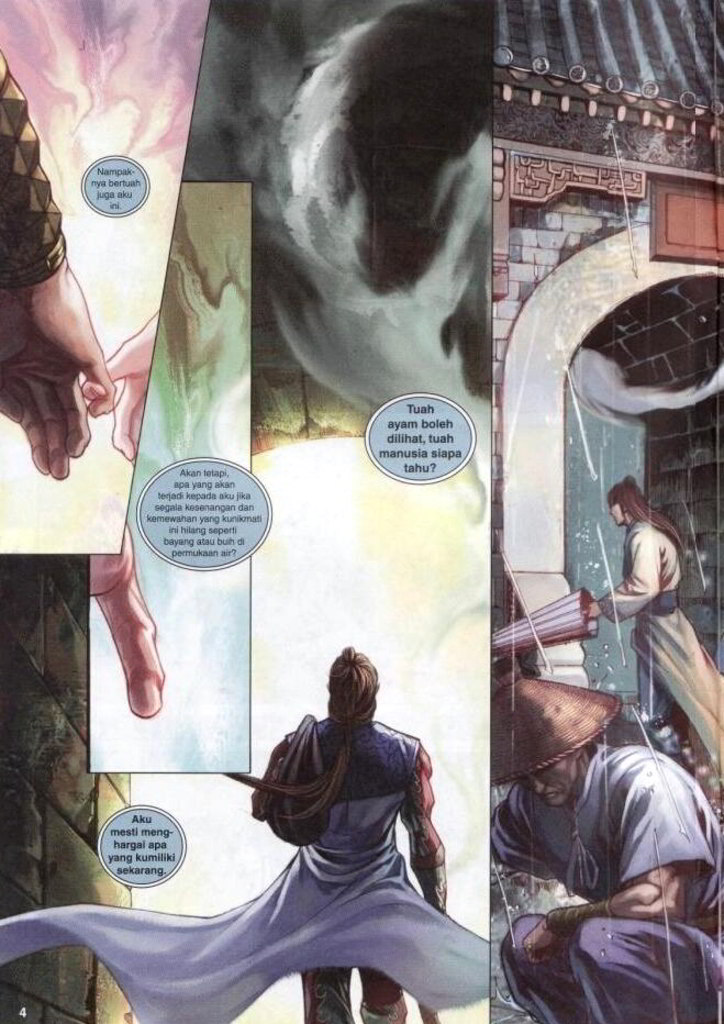 Nampak-
nya bertuah
juga aku
ini.
Akan tetapi,
apa yang akan
terjadi kepada aku jika
segala kesenangan dan
kemewahan yang kunikmati
ini hilang seperti
bayang atau buih di
permukaan air?
Tuah
ayam boleh
dilihat, tuah
manusia siapa
tahu?
Aku
mesti meng-
hargai apa
yang kumiliki
sekarang.
4